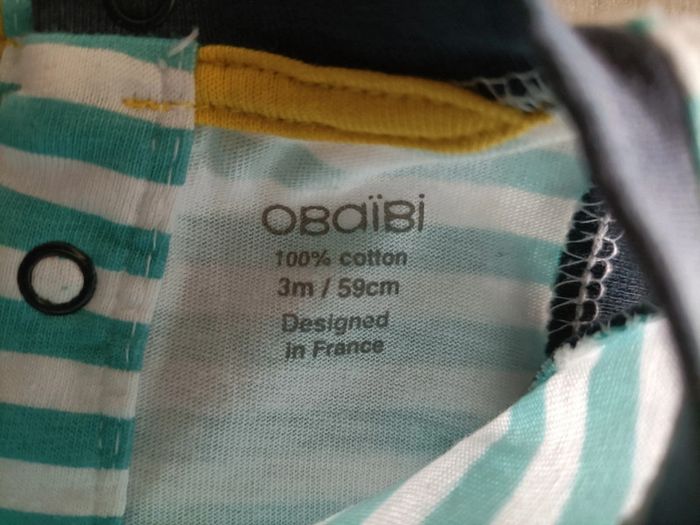 OBaïBi
100% cotton
3m / 59cm
Designed
in France